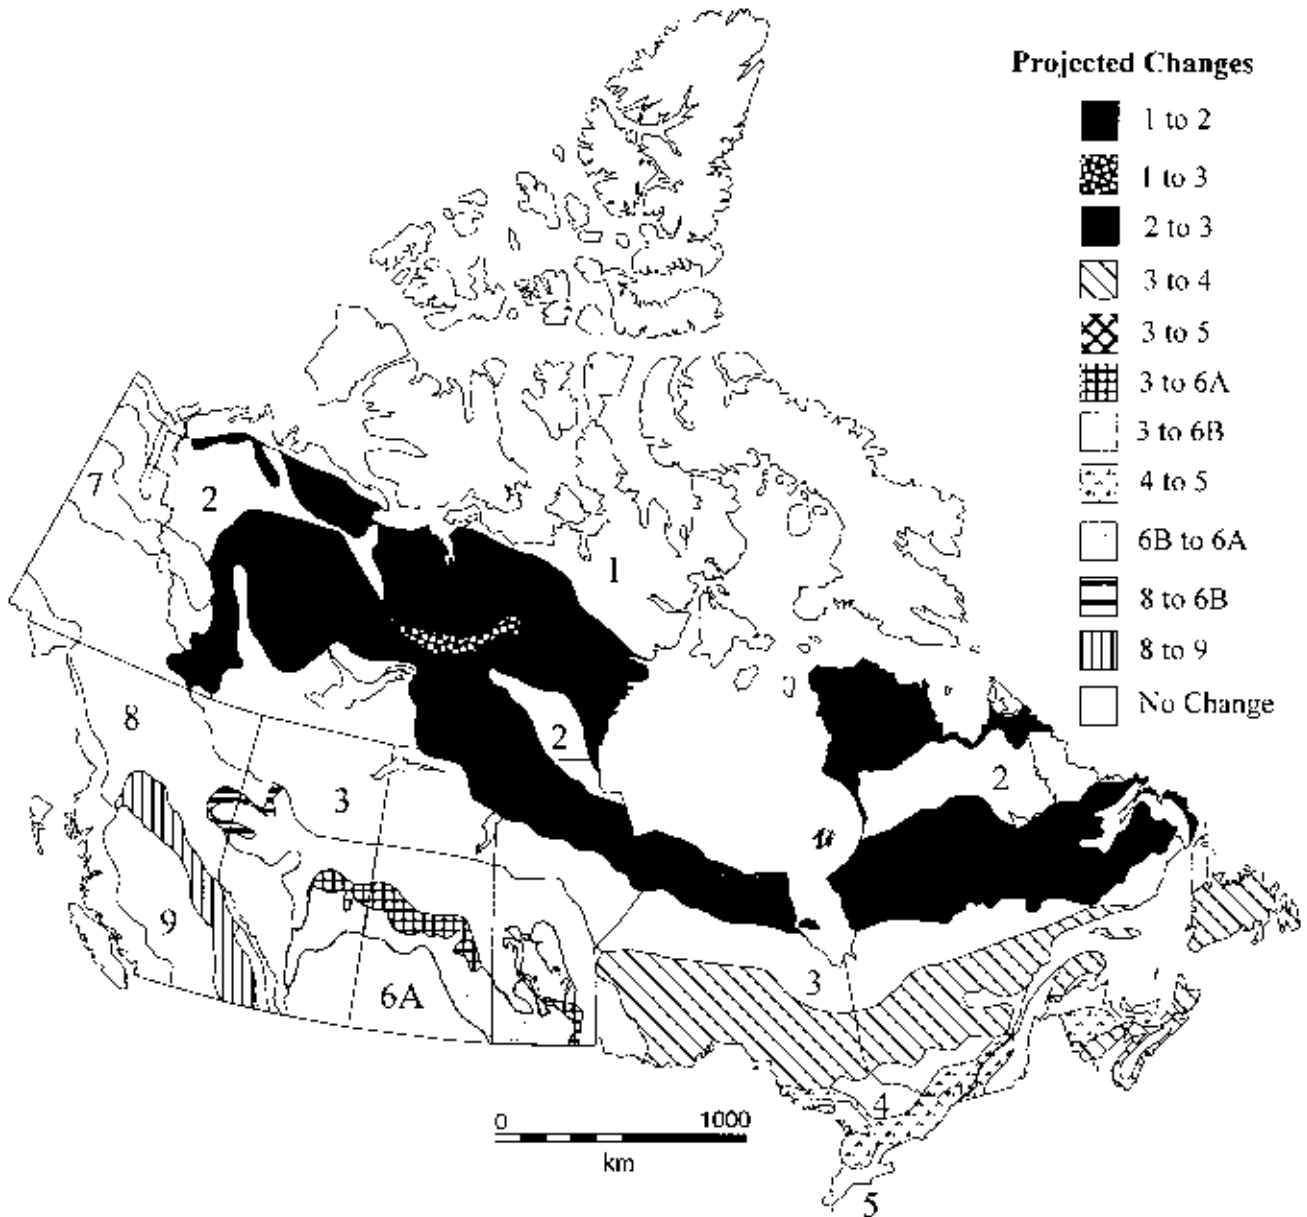 Projected Changes
1 to 2
1 to 3
2 to 3
3 to 4
3 to 5
3 to 6A
3 to 6B
4 to 5
6B to 6A
8 to 6B
8 to 9
No Change
7
2
1
8
2
2
3
9
3
6A
4
5
0 1000
km